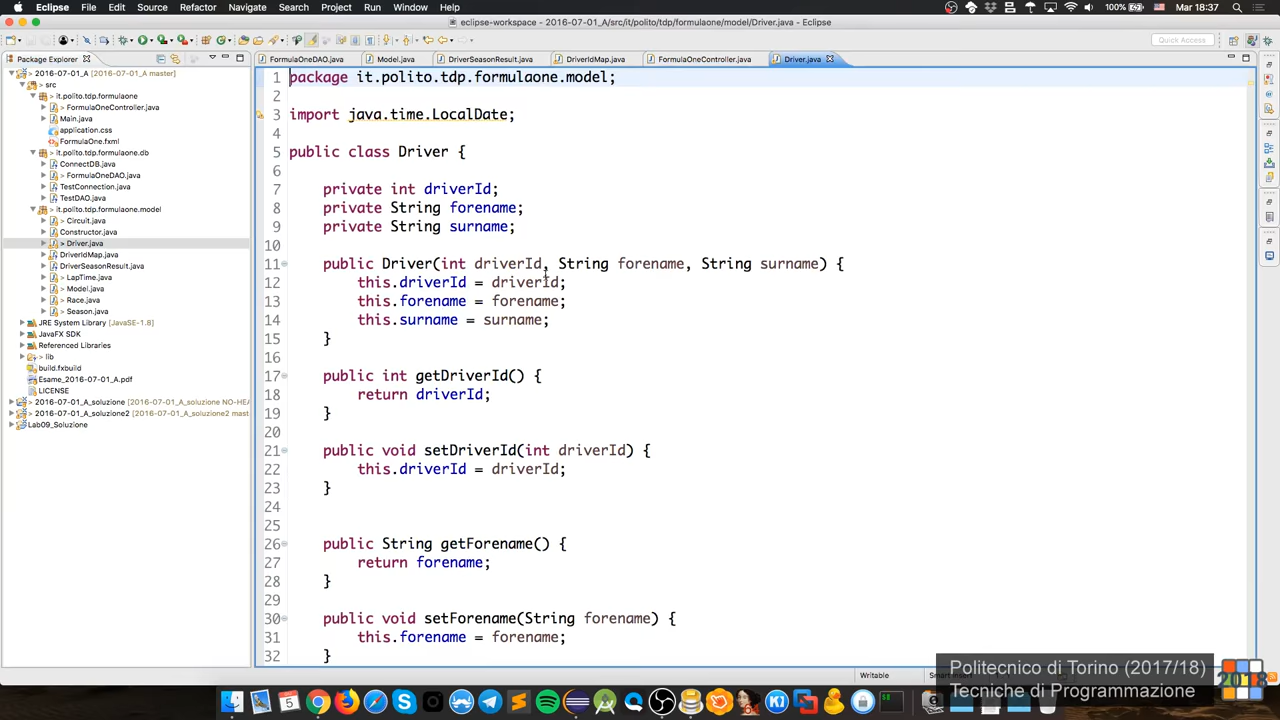 Eclipse File Edit Source Refactor Navigate Search Project Run Window Help 100% Mar 18:37
eclipse-workspace - 2016-07-01_A/src/it/polito/tdp/formulaone/model/Driver.java - Eclipse
Quick Access
Package Explorer
FormulaOneDAO.java Model.java DriverSeasonResult.java DriverIdMap.java FormulaOneController.java Driver.java
> 2016-07-01_A [2016-07-01_A master]
> src
> it.polito.tdp.formulaone
> FormulaOneController.java
> Main.java
application.css
FormulaOne.fxml
> it.polito.tdp.formulaone.db
ConnectDB.java
> FormulaOneDAO.java
TestConnection.java
TestDAO.java
> it.polito.tdp.formulaone.model
> Circuit.java
Constructor.java
> Driver.java
DriverIdMap.java
DriverSeasonResult.java
> LapTime.java
> Model.java
> Race.java
> Season.java
JRE System Library [JavaSE-1.8]
JavaFX SDK
Referenced Libraries
> lib
build.fxbuild
Esame_2016-07-01_A.pdf
LICENSE
> 2016-07-01_A_soluzione [2016-07-01_A_soluzione NO-HEA
> 2016-07-01_A_soluzione2 [2016-07-01_A_soluzione2 mast
Lab09_Soluzione
1 package it.polito.tdp.formulaone.model;
2
3 import java.time.LocalDate;
4
5 public class Driver {
6
7 private int driverId;
8 private String forename;
9 private String surname;
10
11 public Driver(int driverId, String forename, String surname) {
12 this.driverId = driverId;
13 this.forename = forename;
14 this.surname = surname;
15 }
16
17 public int getDriverId() {
18 return driverId;
19 }
20
21 public void setDriverId(int driverId) {
22 this.driverId = driverId;
23 }
24
25
26 public String getForename() {
27 return forename;
28 }
29
30 public void setForename(String forename) {
31 this.forename = forename;
32 }
Writable
Politecnico di Torino (2017/18)
Tecniche di Programmazione
2018